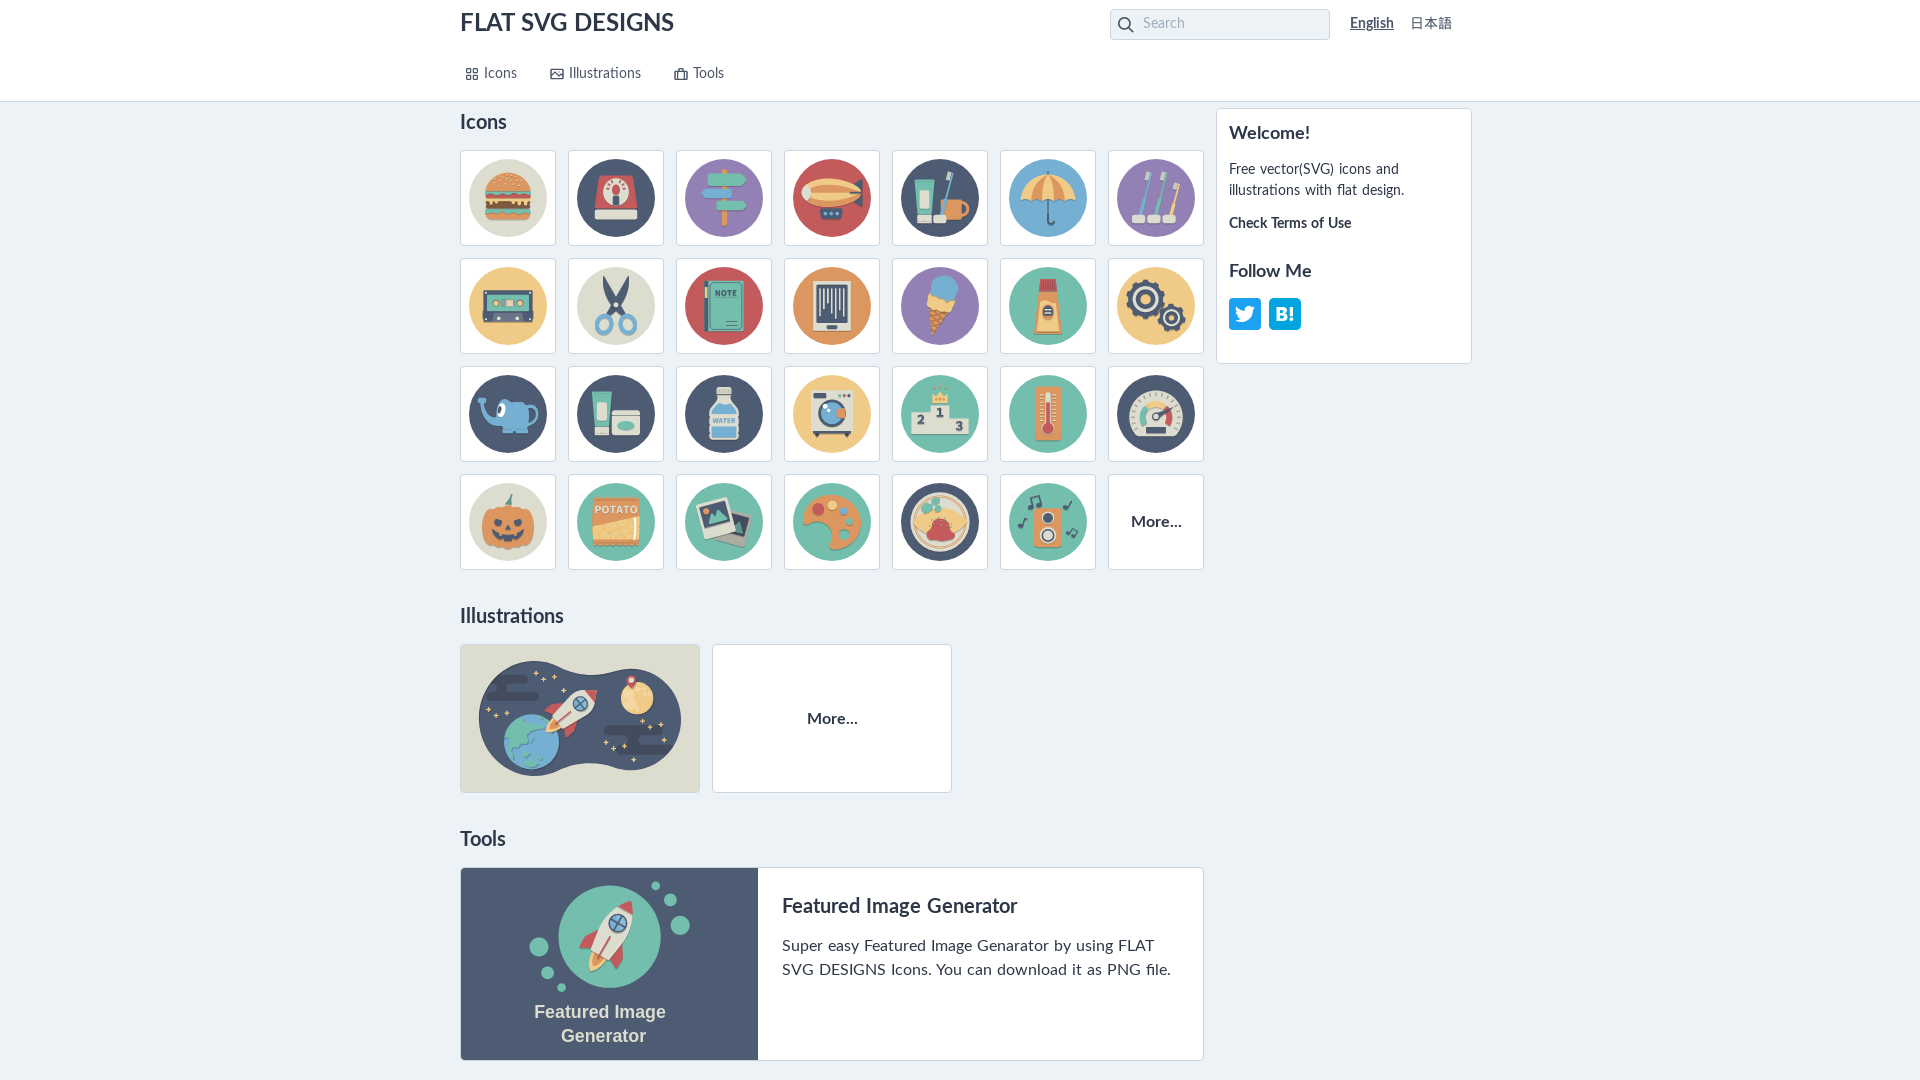 FLAT SVG DESIGNS
Search
English
日本語
Icons
Illustrations
Tools
Icons
NOTE
WATER
2
1
3
POTATO
More...
Welcome!
Free vector(SVG) icons and
illustrations with flat design.
Check Terms of Use
Follow Me
B!
Illustrations
More...
Tools
Featured Image
Generator
Featured Image Generator
Super easy Featured Image Genarator by using FLAT
SVG DESIGNS Icons. You can download it as PNG file.